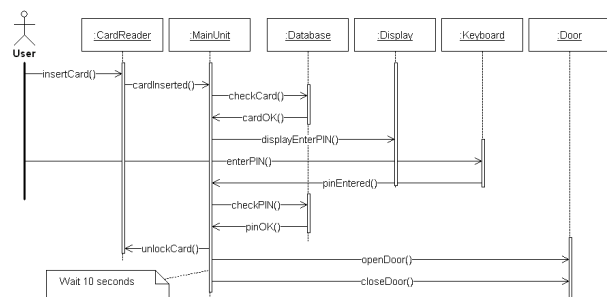 :CardReader
:MainUnit
:Database
:Display
:Keyboard
:Door
User
insertCard()
cardInserted()
checkCard()
cardOK()
displayEnterPIN()
enterPIN()
pinEntered()
checkPIN()
pinOK()
unlockCard()
openDoor()
Wait 10 seconds
closeDoor()